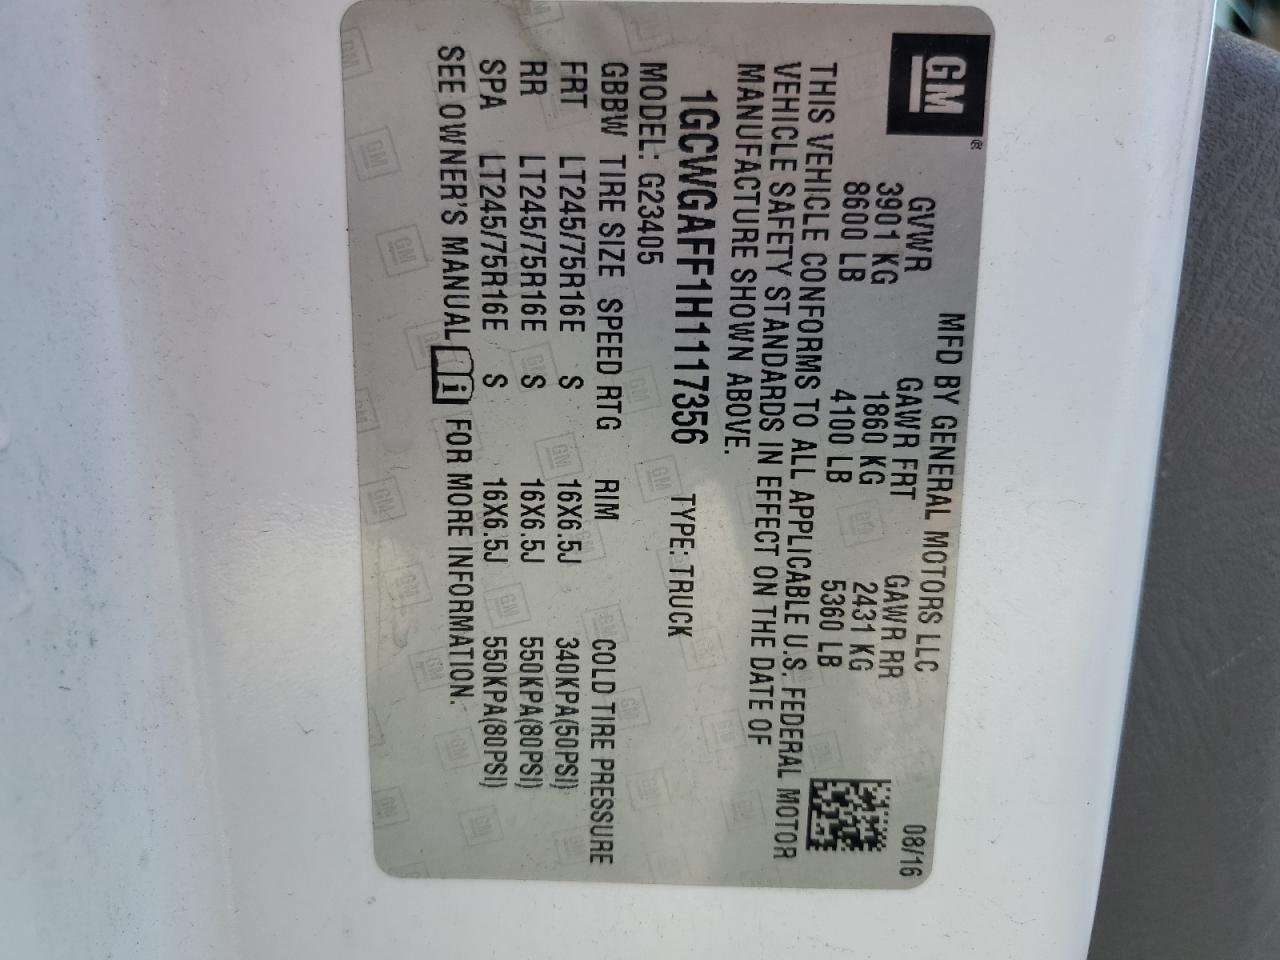 GM®
MFD BY GENERAL MOTORS LLC 08/16
GVWR GAWR FRT GAWR RR
3901 KG 1860 KG 2431 KG
8600 LB 4100 LB 5360 LB
THIS VEHICLE CONFORMS TO ALL APPLICABLE U.S. FEDERAL MOTOR
VEHICLE SAFETY STANDARDS IN EFFECT ON THE DATE OF
MANUFACTURE SHOWN ABOVE.
1GCWGAFF1H1117356 TYPE: TRUCK
MODEL: G23405
GBBW TIRE SIZE SPEED RTG RIM COLD TIRE PRESSURE
FRT LT245/75R16E S 16X6.5J 340KPA(50PSI)
RR LT245/75R16E S 16X6.5J 550KPA(80PSI)
SPA LT245/75R16E S 16X6.5J 550KPA(80PSI)
SEE OWNER'S MANUAL i FOR MORE INFORMATION.